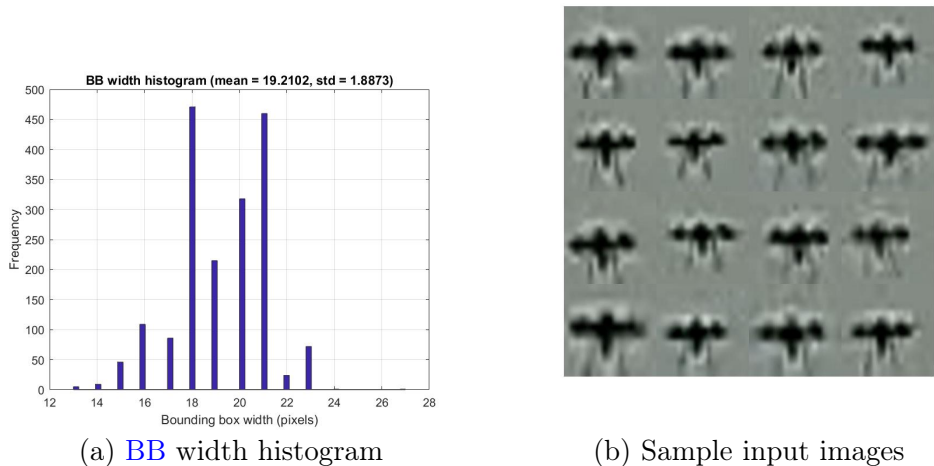 BB width histogram (mean = 19.2102, std = 1.8873)
500
450
400
350
300
250
200
150
100
50
0
Frequency
12 14 16 18 20 22 24 26 28
Bounding box width (pixels)
(a) BB width histogram
(b) Sample input images